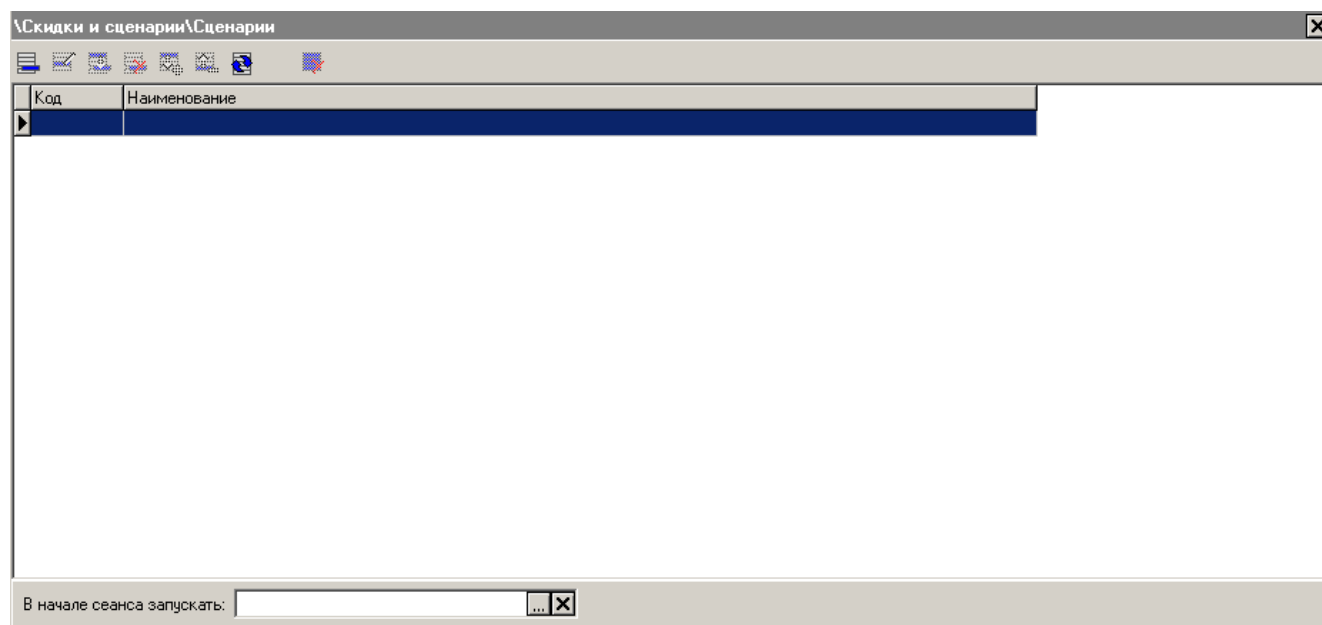 \Скидки и сценарии\Сценарии
Код Наименование
В начале сеанса запускать: ...